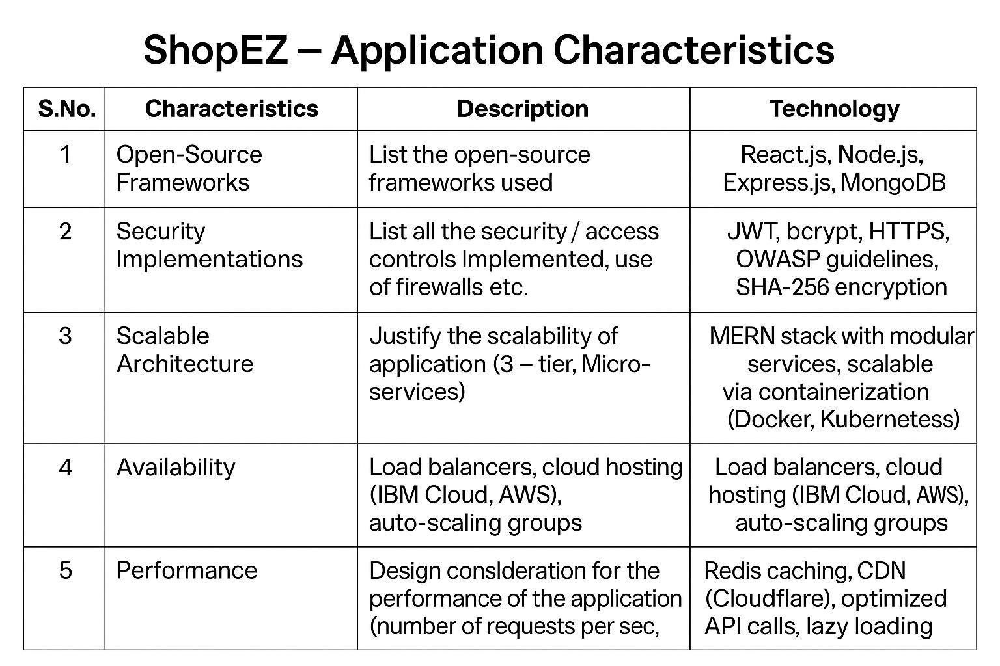 ShopEZ – Application Characteristics
S.No. Characteristics Description Technology
1 Open-Source Frameworks List the open-source frameworks used React.js, Node.js, Express.js, MongoDB
2 Security Implementations List all the security / access controls Implemented, use of firewalls etc. JWT, bcrypt, HTTPS, OWASP guidelines, SHA-256 encryption
3 Scalable Architecture Justify the scalability of application (3 – tier, Micro-services) MERN stack with modular services, scalable via containerization (Docker, Kubernetess)
4 Availability Load balancers, cloud hosting (IBM Cloud, AWS), auto-scaling groups Load balancers, cloud hosting (IBM Cloud, AWS), auto-scaling groups
5 Performance Design consIderation for the performance of the application (number of requests per sec, Redis caching, CDN (Cloudflare), optimized API calls, lazy loading